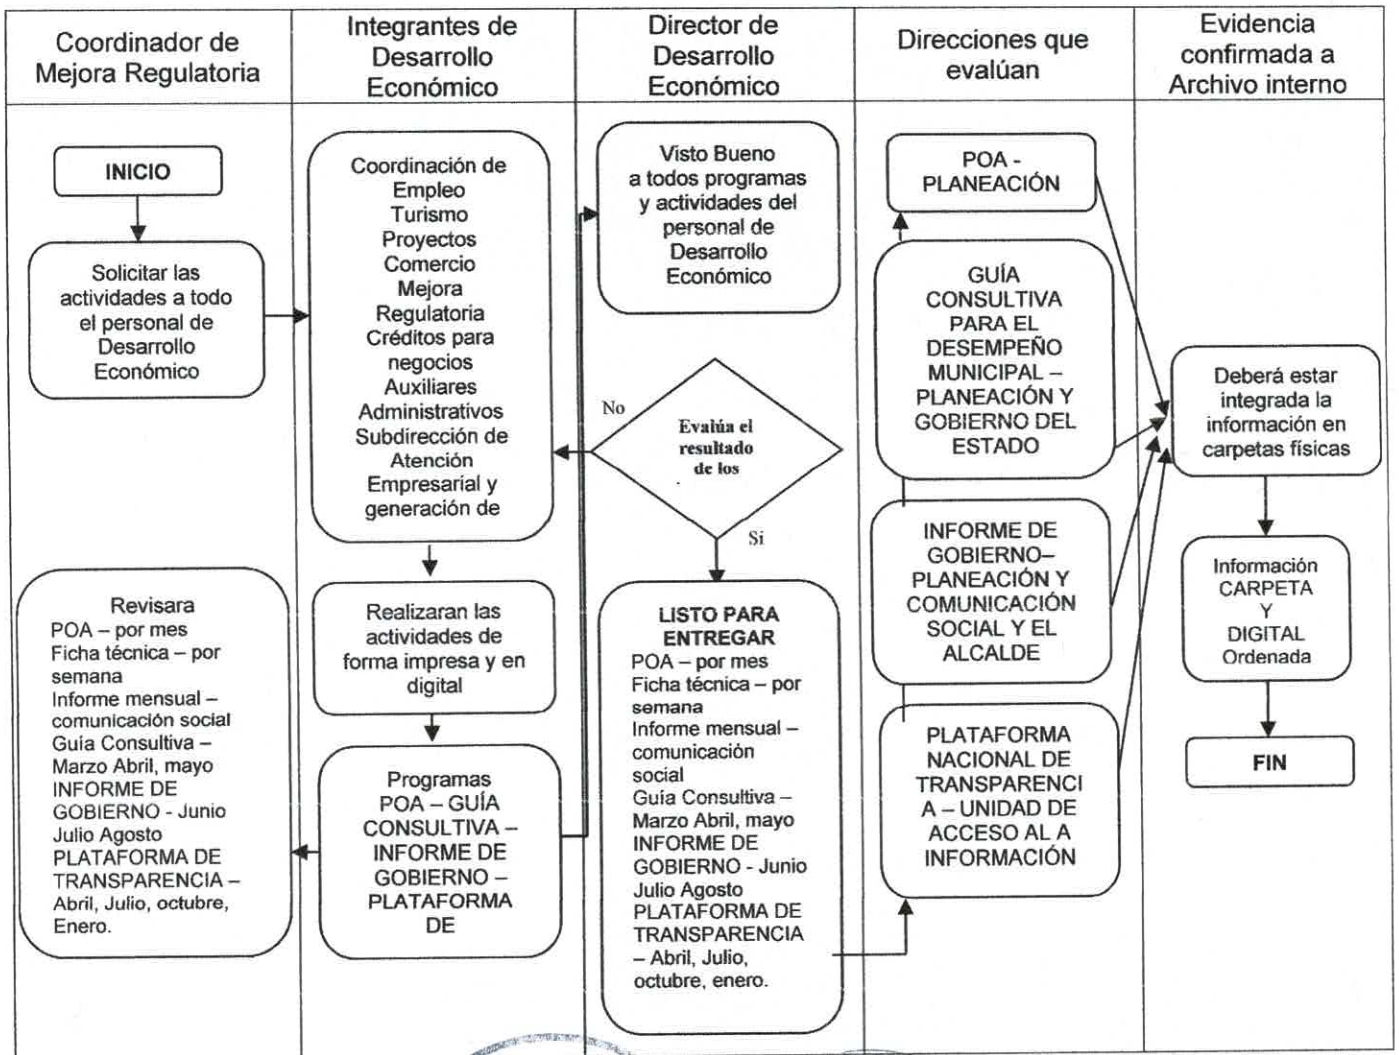 Coordinador de
Mejora Regulatoria
Integrantes de
Desarrollo
Económico
Director de
Desarrollo
Económico
Direcciones que
evalúan
Evidencia
confirmada a
Archivo interno
INICIO
Solicitar las
actividades a todo
el personal de
Desarrollo
Económico
Revisara
POA – por mes
Ficha técnica – por
semana
Informe mensual –
comunicación social
Guía Consultiva –
Marzo Abril, mayo
INFORME DE
GOBIERNO - Junio
Julio Agosto
PLATAFORMA DE
TRANSPARENCIA –
Abril, Julio, octubre,
Enero.
Coordinación de
Empleo
Turismo
Proyectos
Comercio
Mejora
Regulatoria
Créditos para
negocios
Auxiliares
Administrativos
Subdirección de
Atención
Empresarial y
generación de
Realizaran las
actividades de
forma impresa y en
digital
Programas
POA – GUÍA
CONSULTIVA –
INFORME DE
GOBIERNO –
PLATAFORMA
DE
Visto Bueno
a todos programas
y actividades del
personal de
Desarrollo
Económico
No
Evalúa el
resultado
de los
Si
LISTO PARA
ENTREGAR
POA – por mes
Ficha técnica – por
semana
Informe mensual –
comunicación
social
Guía Consultiva –
Marzo Abril, mayo
INFORME DE
GOBIERNO - Junio
Julio Agosto
PLATAFORMA DE
TRANSPARENCIA
– Abril, Julio,
octubre, enero.
POA -
PLANEACIÓN
GUÍA
CONSULTIVA
PARA EL
DESEMPEÑO
MUNICIPAL –
PLANEACIÓN Y
GOBIERNO DEL
ESTADO
INFORME DE
GOBIERNO–
PLANEACIÓN Y
COMUNICACIÓN
SOCIAL Y EL
ALCALDE
PLATAFORMA
NACIONAL DE
TRANSPARENCI
A – UNIDAD DE
ACCESO AL A
INFORMACIÓN
Deberá estar
integrada la
información en
carpetas físicas
Información
CARPETA
Y
DIGITAL
Ordenada
FIN